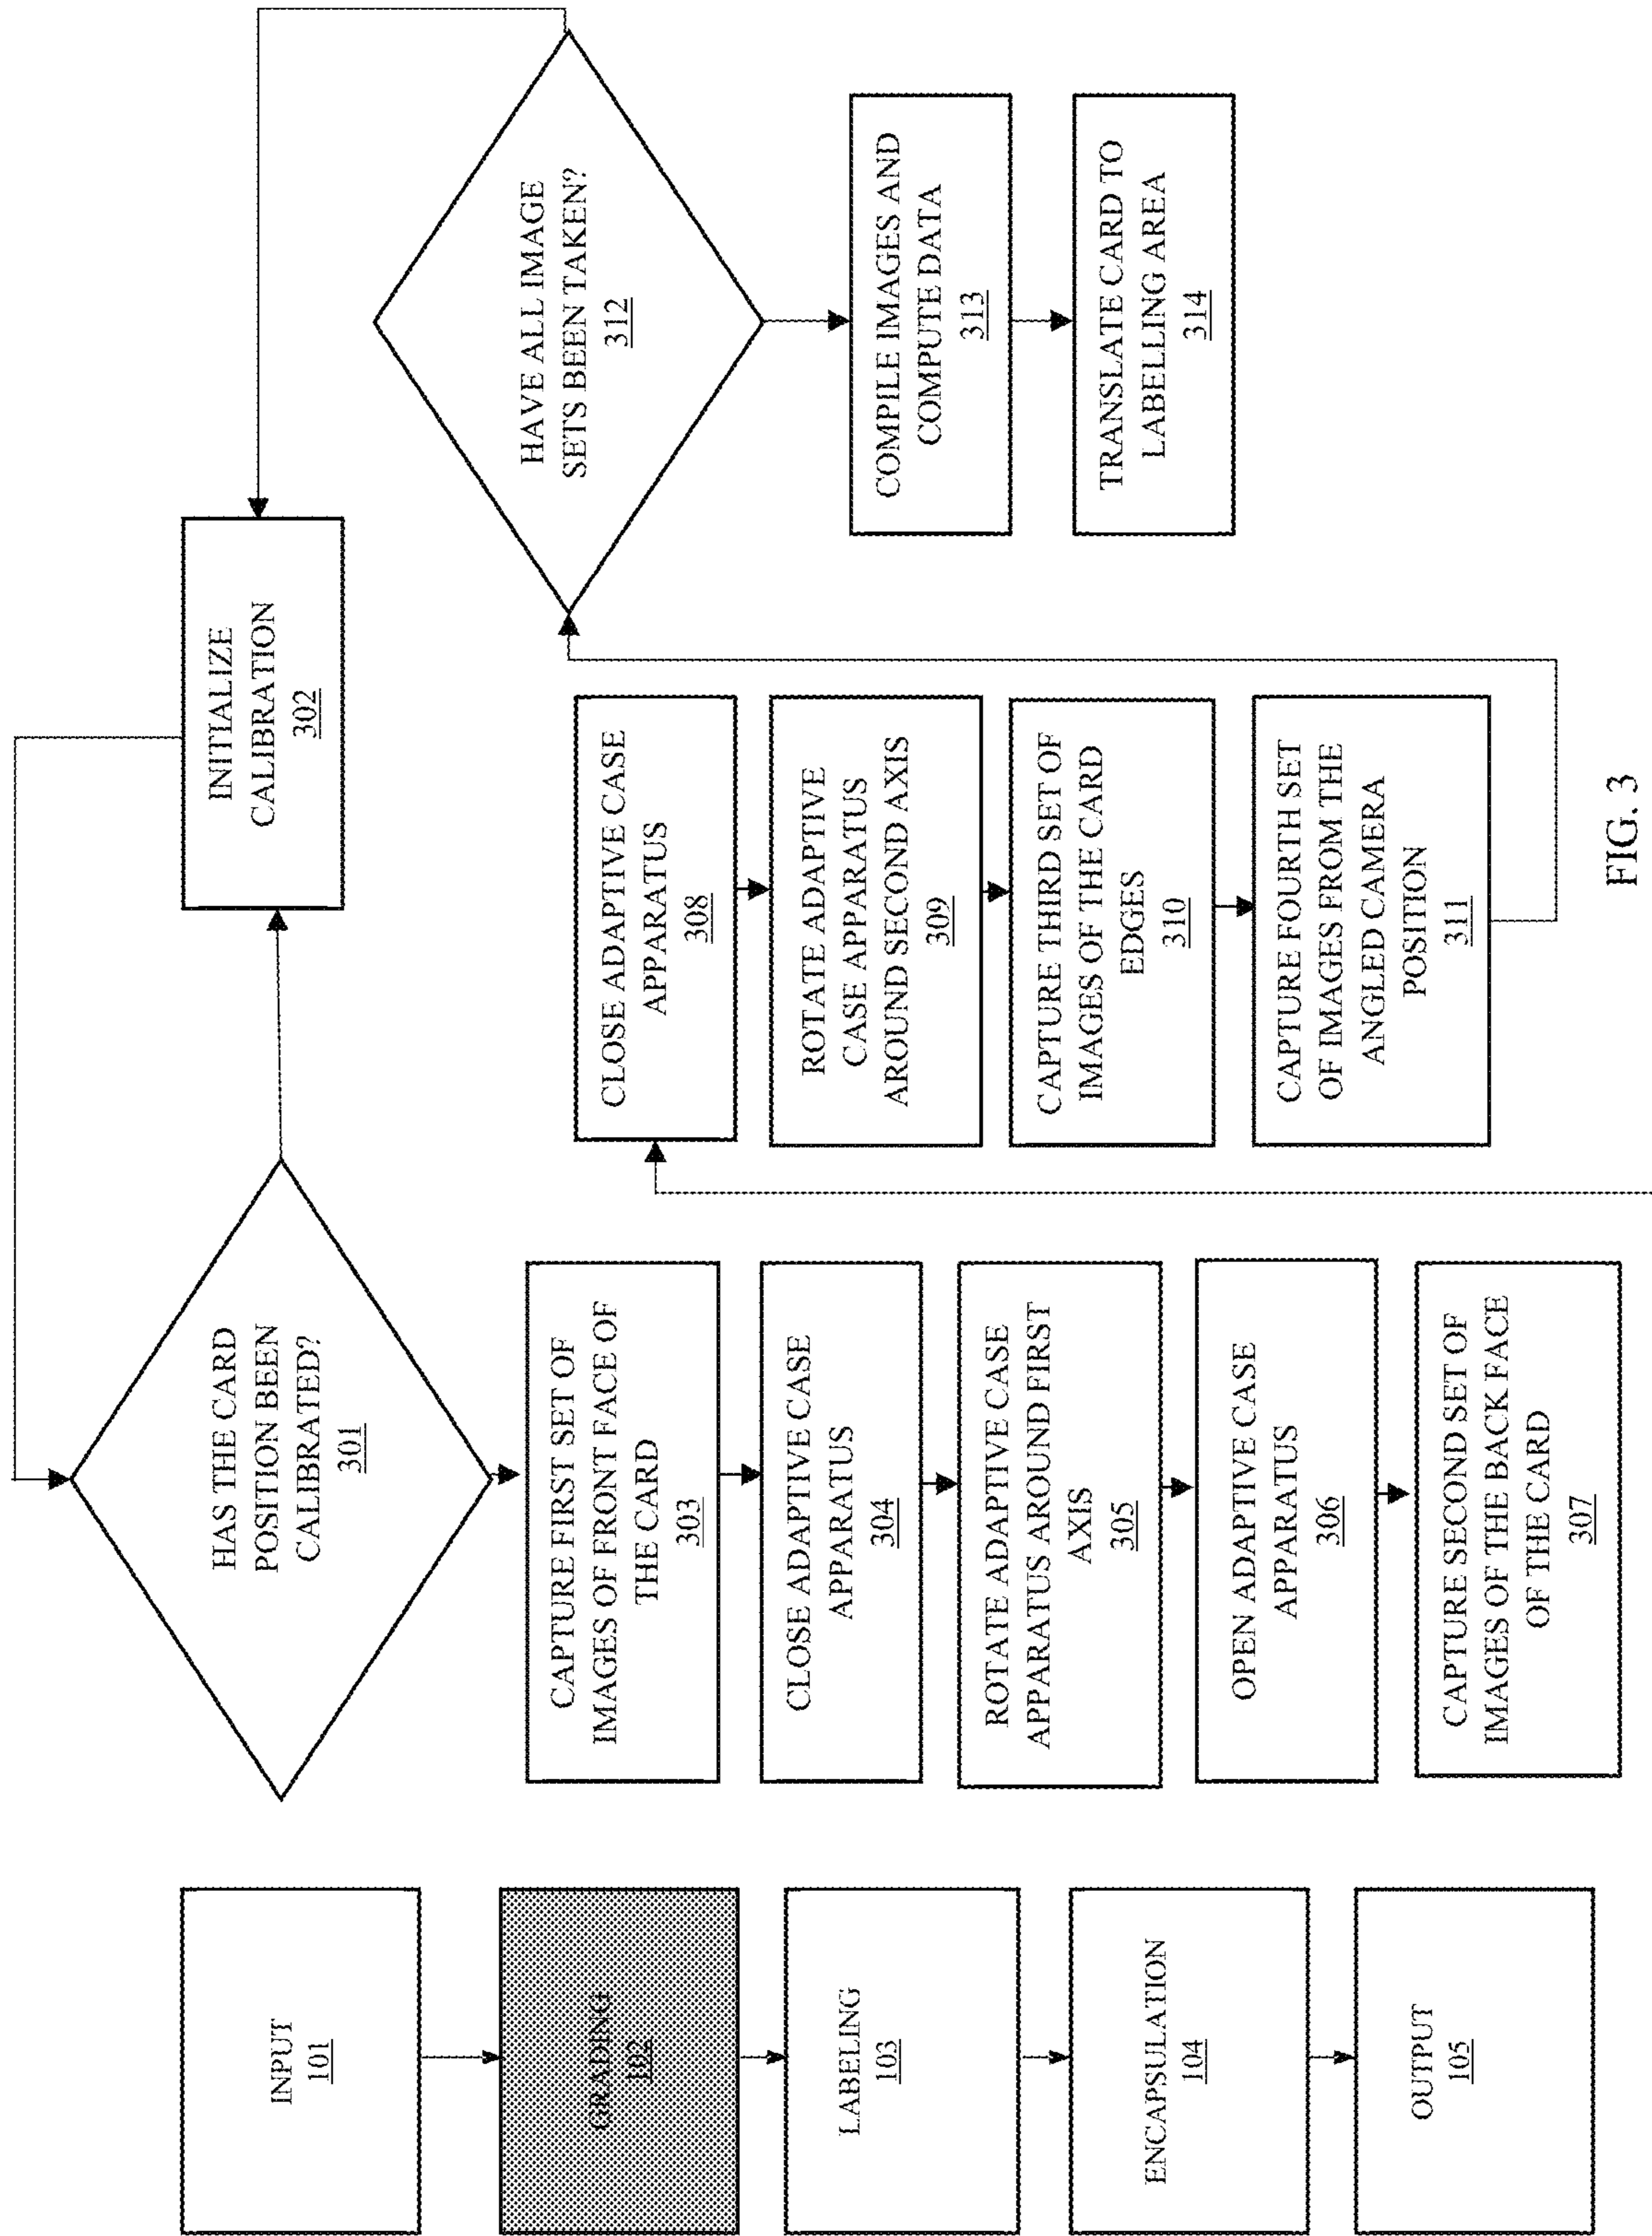 INPUT
101
GRADING
102
LABELING
103
ENCAPSULATION
104
OUTPUT
105
HAS THE CARD
POSITION BEEN
CALIBRATED?
301
INITIALIZE
CALIBRATION
302
CAPTURE FIRST SET OF
IMAGES OF FRONT FACE OF
THE CARD
303
CLOSE ADAPTIVE CASE
APPARATUS
304
ROTATE ADAPTIVE CASE
APPARATUS AROUND FIRST
AXIS
305
OPEN ADAPTIVE CASE
APPARATUS
306
CAPTURE SECOND SET OF
IMAGES OF THE BACK FACE
OF THE CARD
307
CLOSE ADAPTIVE CASE
APPARATUS
308
ROTATE ADAPTIVE
CASE APPARATUS
AROUND SECOND AXIS
309
CAPTURE THIRD SET OF
IMAGES OF THE CARD
EDGES
310
CAPTURE FOURTH SET
OF IMAGES FROM THE
ANGLED CAMERA
POSITION
311
HAVE ALL IMAGE
SETS BEEN TAKEN?
312
COMPILE IMAGES AND
COMPUTE DATA
313
TRANSLATE CARD TO
LABELLING AREA
314
FIG. 3